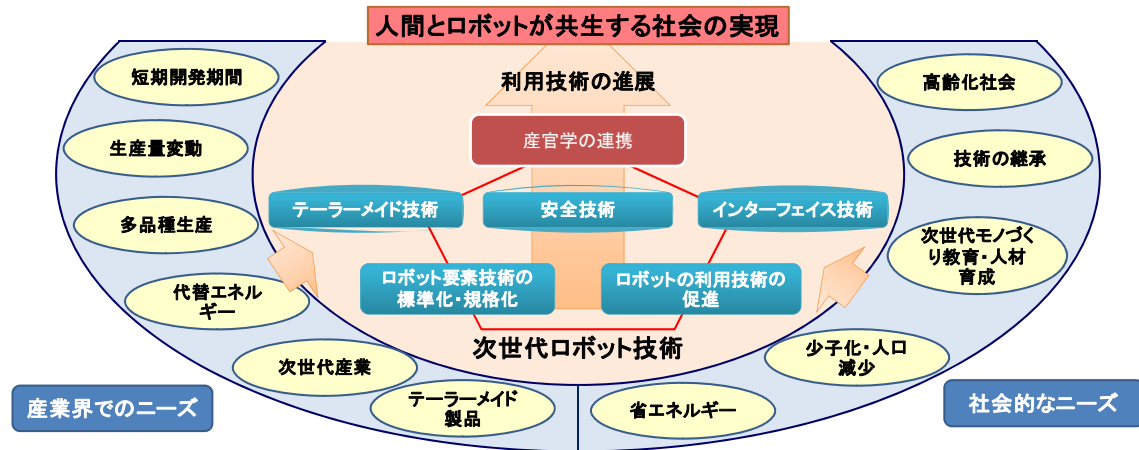 人間とロボットが共生する社会の実現
利用技術の進展
産官学の連携
テーラーメイド技術
安全技術
インターフェイス技術
ロボット要素技術の
標準化・規格化
ロボットの利用技術の
促進
次世代ロボット技術
短期開発期間
生産量変動
多品種生産
代替エネル
ギー
次世代産業
テーラーメイド
製品
産業界でのニーズ
高齢化社会
技術の継承
次世代モノづく
り教育・人材
育成
少子化・人口
減少
省エネルギー
社会的なニーズ